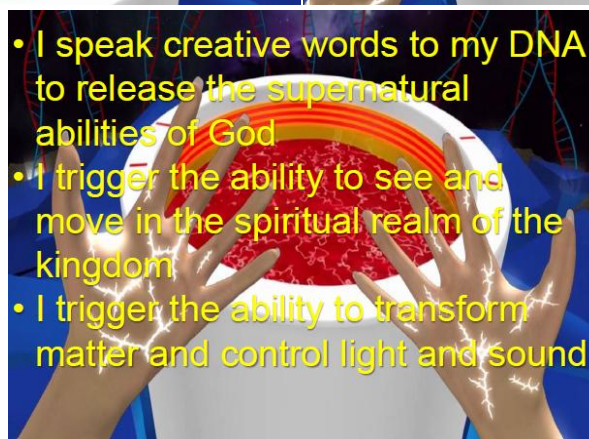 • I speak creative words to my DNA
to release the supernatural
abilities of God
• I trigger the ability to see and
move in the spiritual realm of the
kingdom
• I trigger the ability to transform
matter and control light and sound